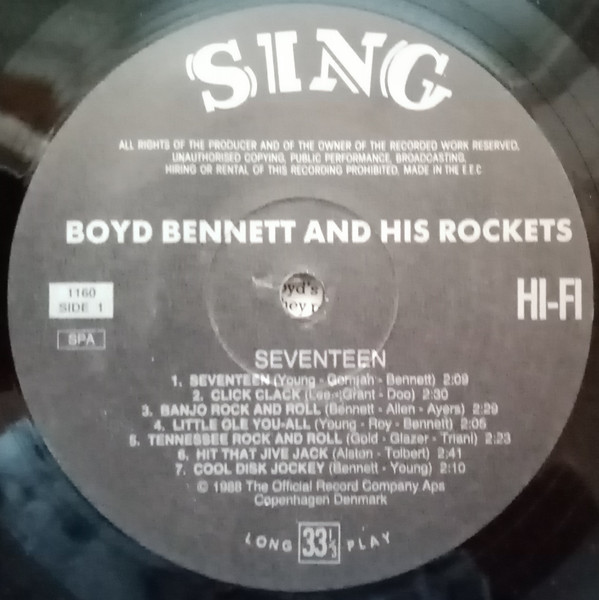 SING
ALL RIGHTS OF THE PRODUCER AND OF THE OWNER OF THE RECORDED WORK RESERVED,
UNAUTHORISED COPYING, PUBLIC PERFORMANCE, BROADCASTING,
HIRING OR RENTAL OF THIS RECORDING PROHIBITED. MADE IN THE E.E.C
BOYD BENNETT AND HIS ROCKETS
1160
SIDE 1
HI-FI
SPA
SEVENTEEN
1. SEVENTEEN (Young - Gorman - Bennett) 2:09
2. CLICK CLACK (Lee - Grant - Doo) 2:30
3. BANJO ROCK AND ROLL (Bennett - Allen - Ayers) 2:29
4. LITTLE OLE YOU-ALL (Young - Roy - Bennett) 2:05
5. TENNESSEE ROCK AND ROLL (Gold - Glazer - Triani) 2:23
6. HIT THAT JIVE JACK (Alston - Tolbert) 2:41
7. COOL DISK JOCKEY (Bennett - Young) 2:10
© 1988 The Official Record Company Aps
Copenhagen Denmark
LONG 33 1/3 PLAY